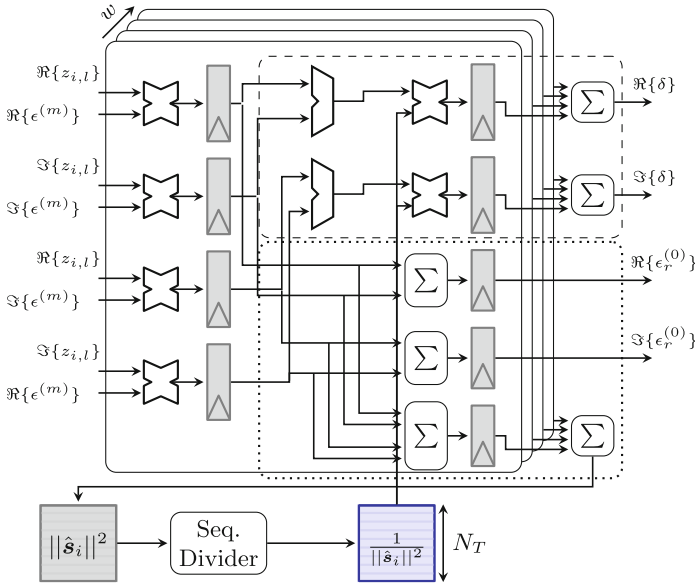 w
ℜ{z_{i,l}}
ℜ{ϵ^{(m)}}
ℑ{z_{i,l}}
ℑ{ϵ^{(m)}}
ℜ{z_{i,l}}
ℑ{ϵ^{(m)}}
ℑ{z_{i,l}}
ℜ{ϵ^{(m)}}
Σ
ℜ{δ}
Σ
ℑ{δ}
Σ
ℜ{ϵ_r^{(0)}}
Σ
ℑ{ϵ_r^{(0)}}
Σ
Σ
||ŝ_i||^2
Seq.
Divider
1/||ŝ_i||^2
N_T